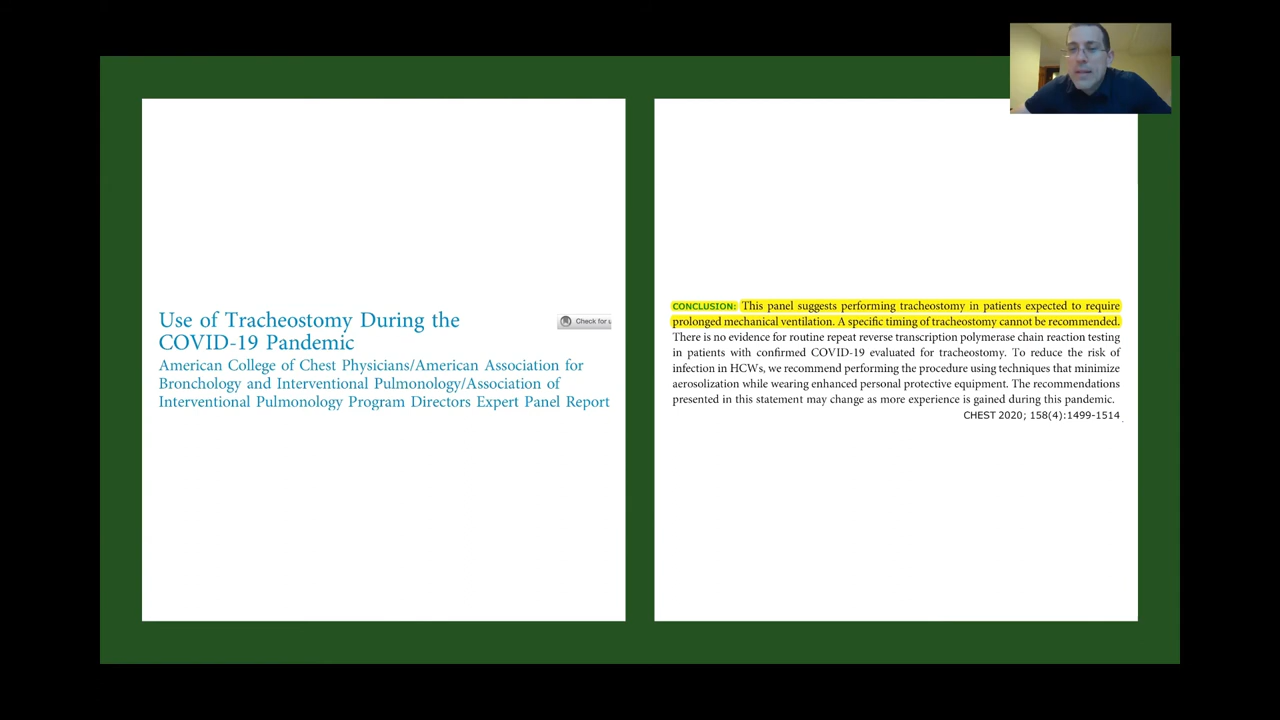 Use of Tracheostomy During the
COVID-19 Pandemic
Check for u
American College of Chest Physicians/American Association for
Bronchology and Interventional Pulmonology/Association of
Interventional Pulmonology Program Directors Expert Panel Report
CONCLUSION: This panel suggests performing tracheostomy in patients expected to require
prolonged mechanical ventilation. A specific timing of tracheostomy cannot be recommended.
There is no evidence for routine repeat reverse transcription polymerase chain reaction testing
in patients with confirmed COVID-19 evaluated for tracheostomy. To reduce the risk of
infection in HCWs, we recommend performing the procedure using techniques that minimize
aerosolization while wearing enhanced personal protective equipment. The recommendations
presented in this statement may change as more experience is gained during this pandemic.
CHEST 2020; 158(4):1499-1514